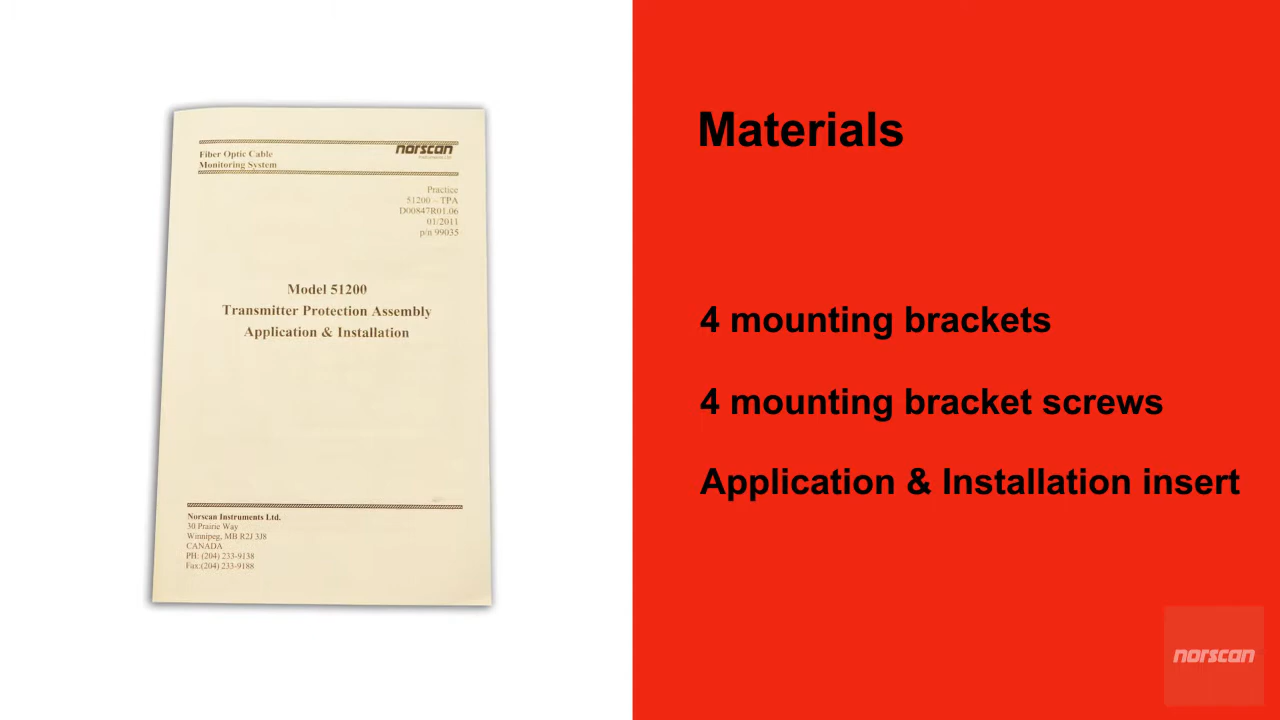 Fiber Optic Cable
Monitoring System
norscan
Practice
51200 – TPA
D00847R01.06
01/2011
p/n 99035
Model 51200
Transmitter Protection Assembly
Application & Installation
Norscan Instruments Ltd.
30 Prairie Way
Winnipeg, MB R2J 3J8
CANADA
PH: (204) 233-9138
Fax:(204) 233-9188
Materials
4 mounting brackets
4 mounting bracket screws
Application & Installation insert
norscan